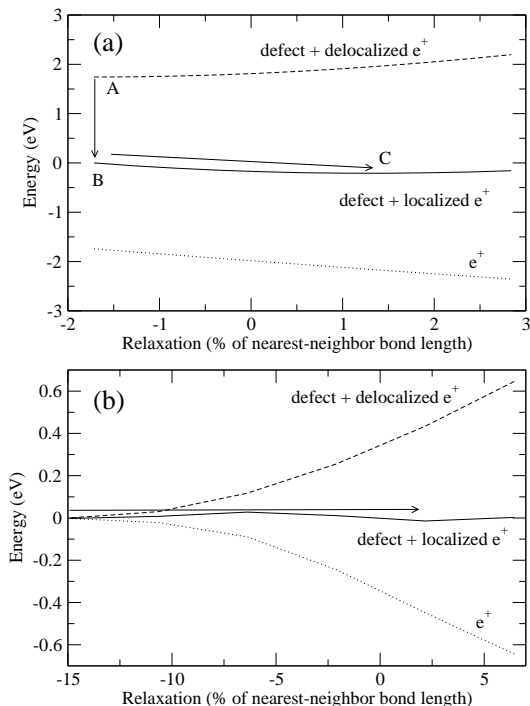 (a)
defect + delocalized e+
A
B
C
defect + localized e+
e+
Energy (eV)
3
2
1
0
-1
-2
-3
-2
-1
0
1
2
3
Relaxation (% of nearest-neighbor bond length)
(b)
defect + delocalized e+
defect + localized e+
e+
Energy (eV)
0.6
0.4
0.2
0
-0.2
-0.4
-0.6
-15
-10
-5
0
5
Relaxation (% of nearest-neighbor bond length)